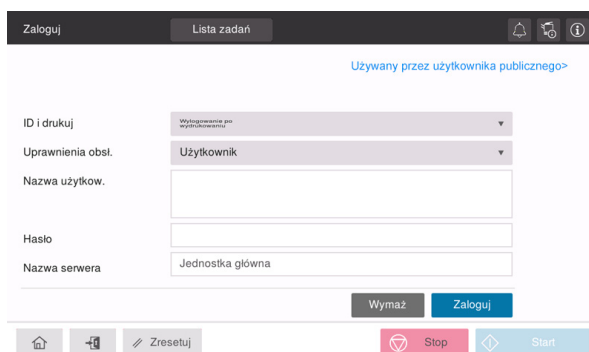 Zaloguj Lista zadań
Używany przez użytkownika publicznego>
ID i drukuj Wylogowanie po
wydrukowaniu
Uprawnienia obsł. Użytkownik
Nazwa użytkow.
Hasło
Nazwa serwera Jednostka główna
Wymaż Zaloguj
Zresetuj Stop Start